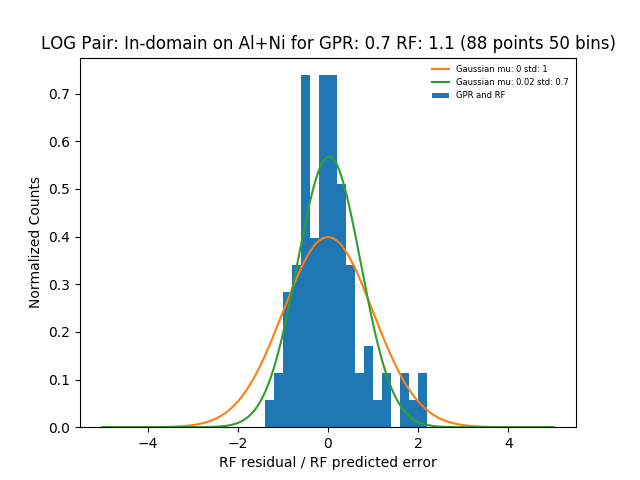 LOG Pair: In-domain on Al+Ni for GPR: 0.7 RF: 1.1 (88 points 50 bins)
Gaussian mu: 0 std: 1
Gaussian mu: 0.02 std: 0.7
GPR and RF
Normalized Counts
0.7
0.6
0.5
0.4
0.3
0.2
0.1
0.0
−4 −2 0 2 4
RF residual / RF predicted error